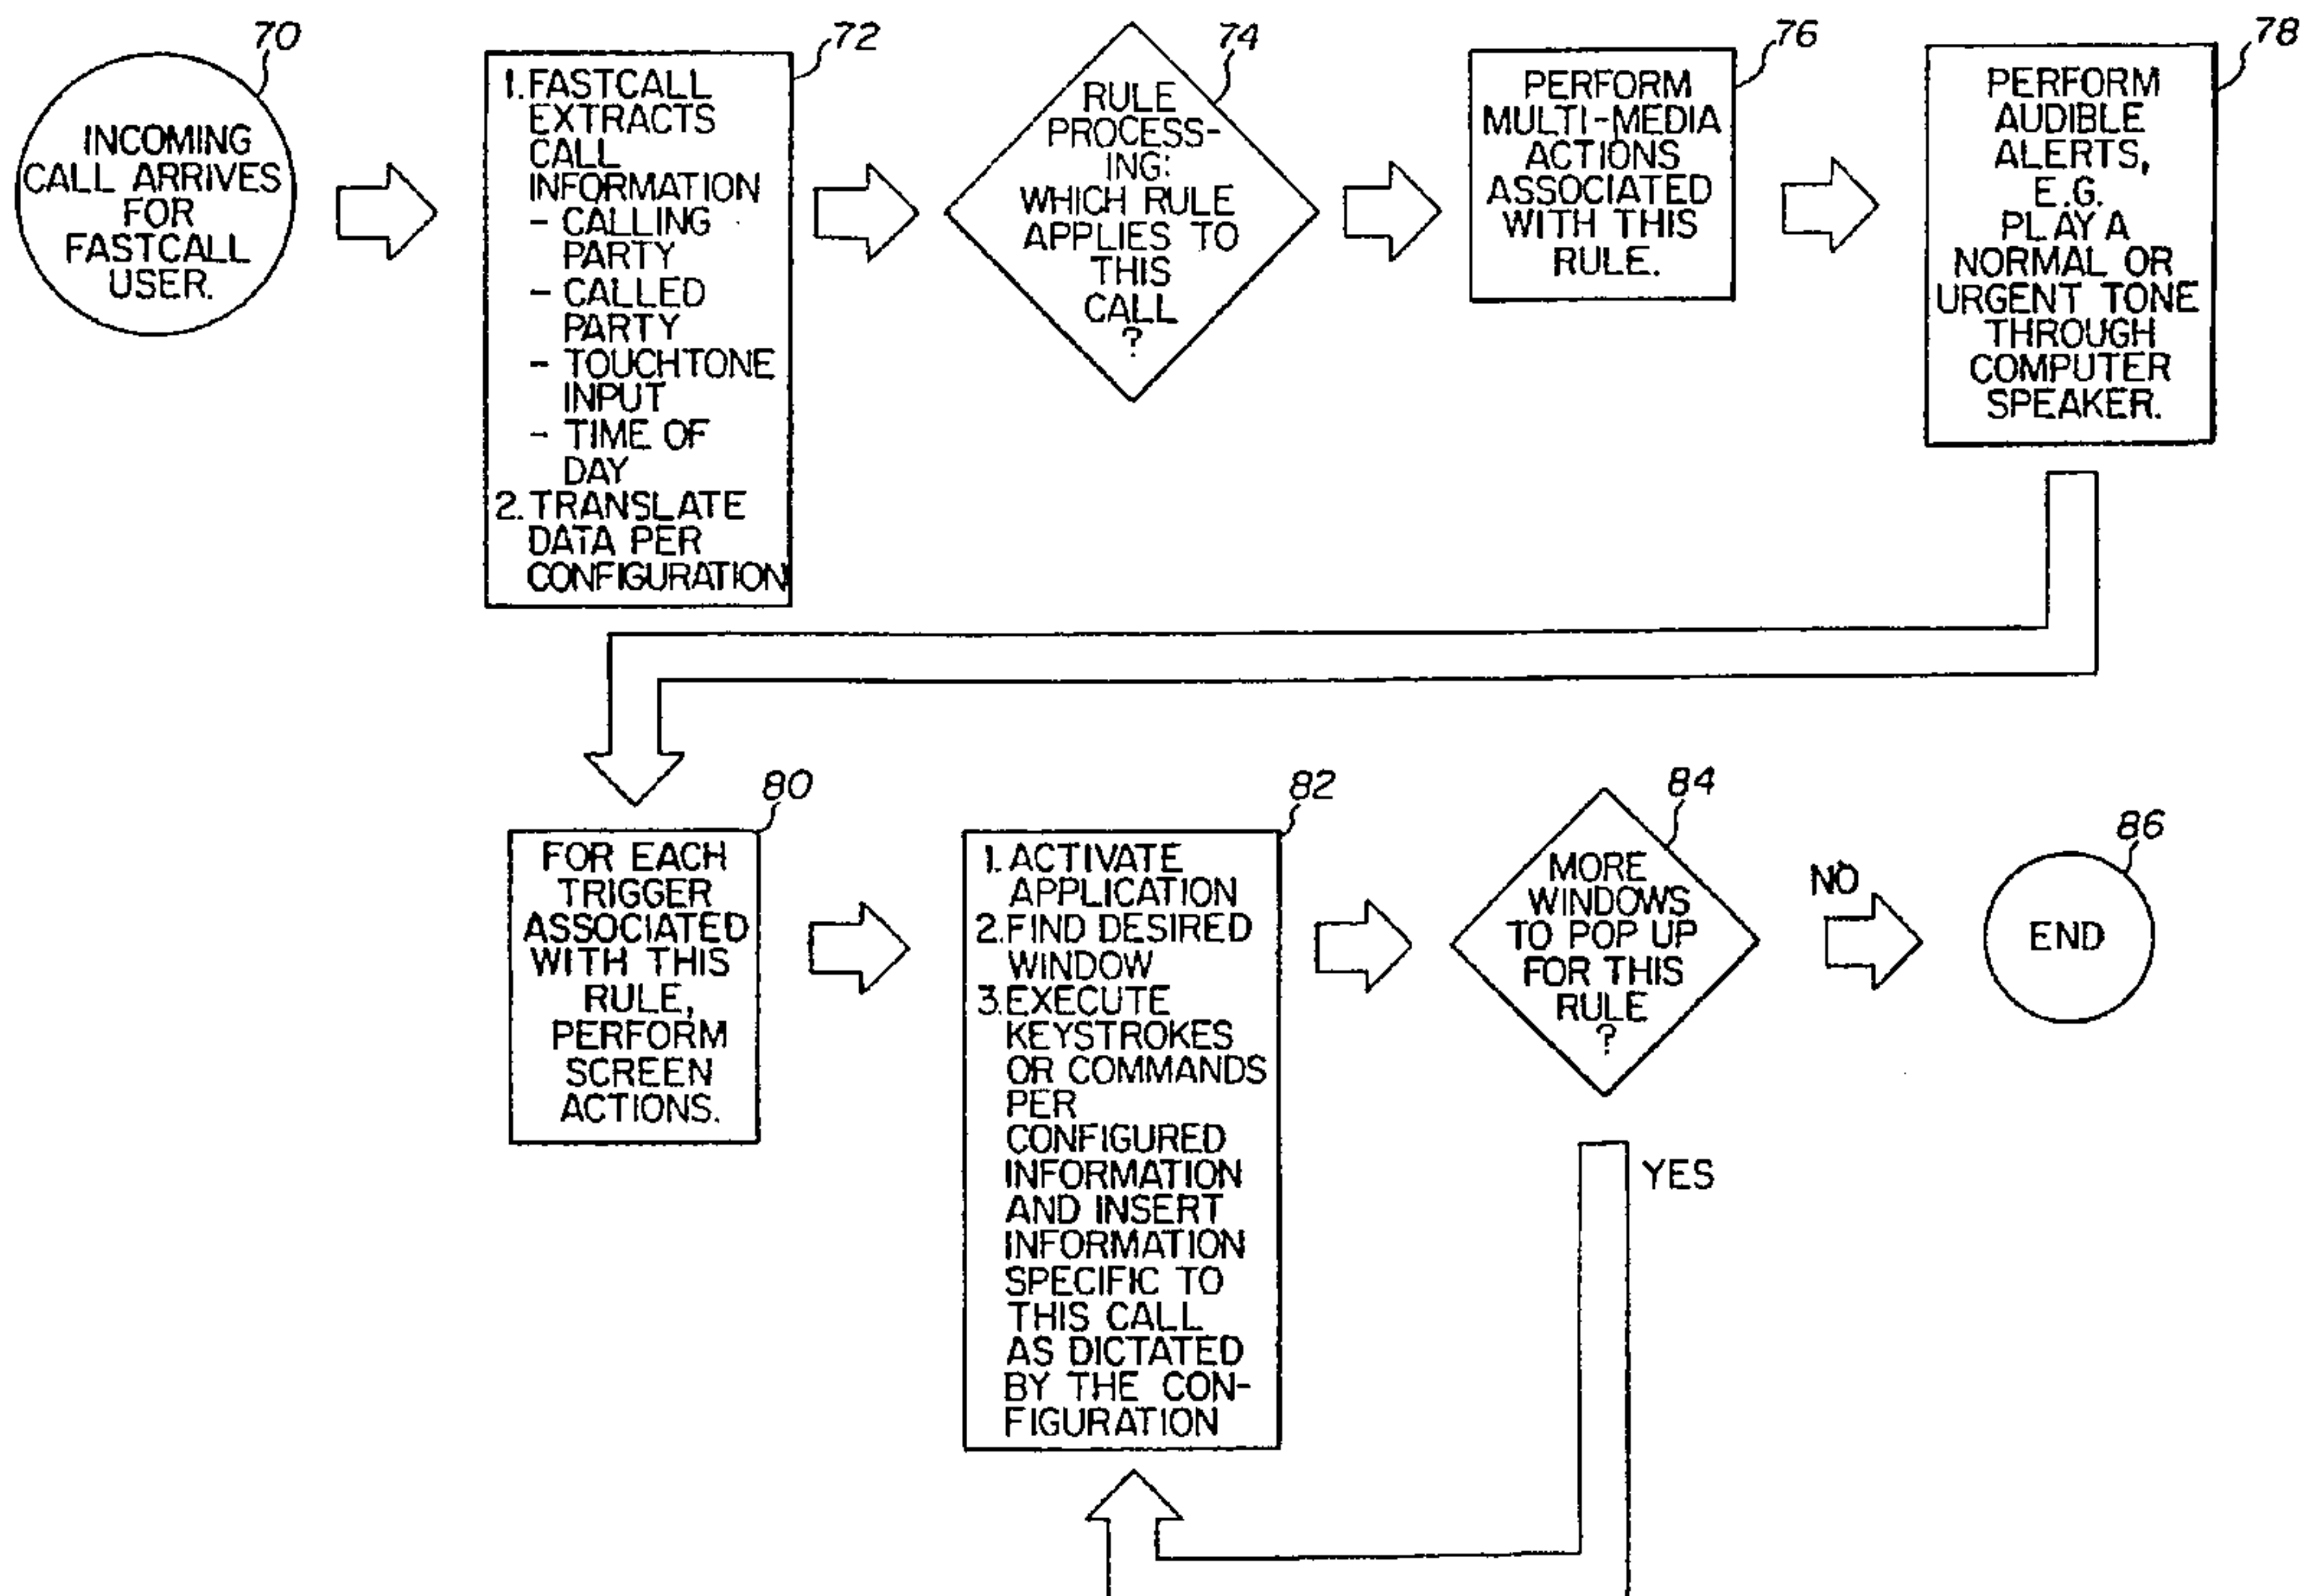 70
INCOMING
CALL ARRIVES
FOR
FASTCALL
USER.
72
1. FASTCALL
EXTRACTS
CALL
INFORMATION
- CALLING
PARTY
- CALLED
PARTY
- TOUCHTONE
INPUT
- TIME OF
DAY
2. TRANSLATE
DATA PER
CONFIGURATION
74
RULE
PROCESS-
ING:
WHICH RULE
APPLIES TO
THIS
CALL
?
76
PERFORM
MULTI-MEDIA
ACTIONS
ASSOCIATED
WITH THIS
RULE.
78
PERFORM
AUDIBLE
ALERTS,
E.G.
PLAY A
NORMAL OR
URGENT TONE
THROUGH
COMPUTER
SPEAKER.
80
FOR EACH
TRIGGER
ASSOCIATED
WITH THIS
RULE,
PERFORM
SCREEN
ACTIONS.
82
1. ACTIVATE
APPLICATION
2. FIND DESIRED
WINDOW
3. EXECUTE
KEYSTROKES
OR COMMANDS
PER
CONFIGURED
INFORMATION
AND INSERT
INFORMATION
SPECIFIC TO
THIS CALL
AS DICTATED
BY THE CON-
FIGURATION
84
MORE
WINDOWS
TO POP UP
FOR THIS
RULE
?
YES
NO
86
END